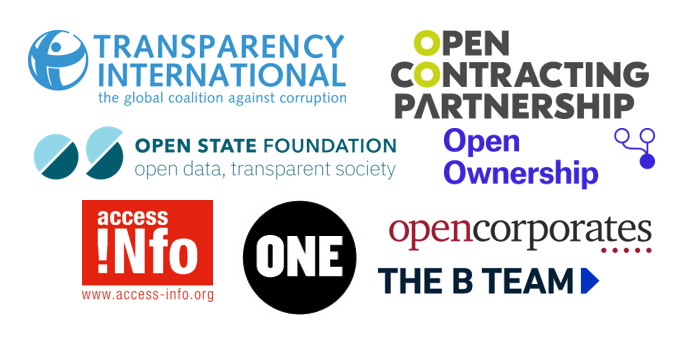 TRANSPARENCY
INTERNATIONAL
the global coalition against corruption
OPEN
CONTRACTING
PARTNERSHIP
OPEN STATE FOUNDATION
open data, transparent society
Open
Ownership
access
!NfO
www.access-info.org
ONE
opencorporates
THE B TEAM